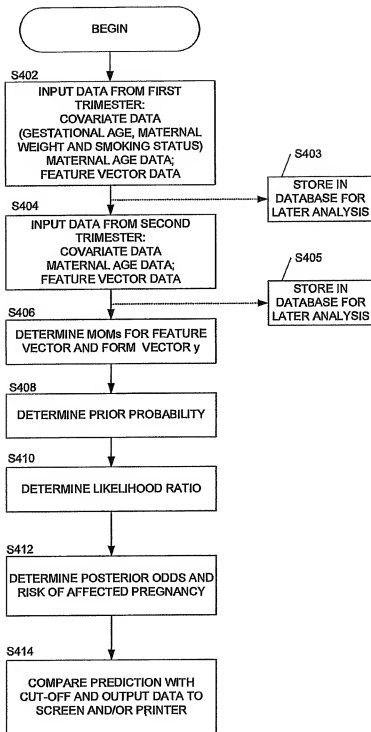 BEGIN
S402
INPUT DATA FROM FIRST
TRIMESTER:
COVARIATE DATA
(GESTATIONAL AGE, MATERNAL
WEIGHT AND SMOKING STATUS)
MATERNAL AGE DATA;
FEATURE VECTOR DATA
S403
STORE IN
DATABASE FOR
LATER ANALYSIS
S404
INPUT DATA FROM SECOND
TRIMESTER:
COVARIATE DATA
MATERNAL AGE DATA;
FEATURE VECTOR DATA
S405
STORE IN
DATABASE FOR
LATER ANALYSIS
S406
DETERMINE MOMs FOR FEATURE
VECTOR AND FORM VECTOR y
S408
DETERMINE PRIOR PROBABILITY
S410
DETERMINE LIKELIHOOD RATIO
S412
DETERMINE POSTERIOR ODDS AND
RISK OF AFFECTED PREGNANCY
S414
COMPARE PREDICTION WITH
CUT-OFF AND OUTPUT DATA TO
SCREEN AND/OR PRINTER